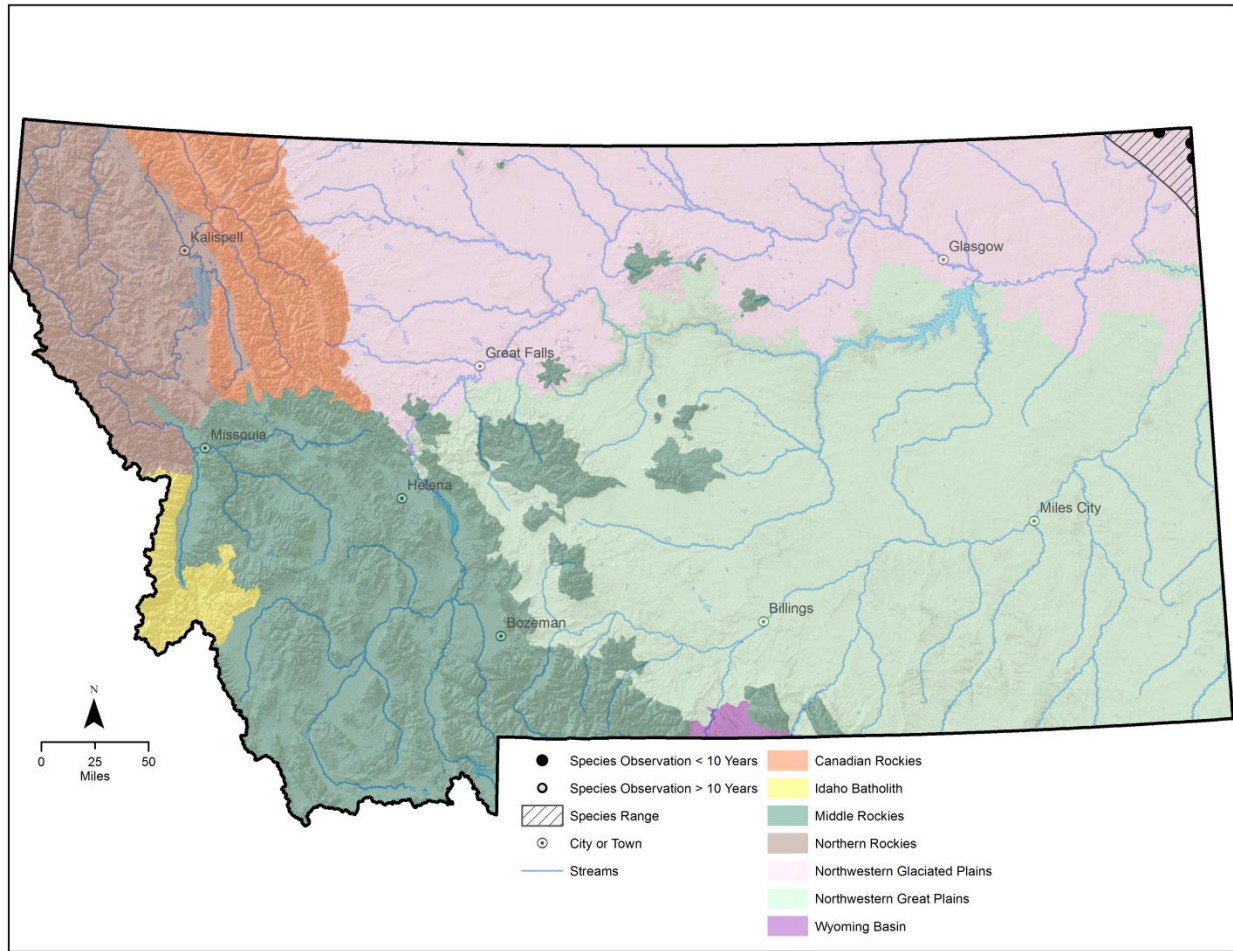 Kalispell
Glasgow
Great Falls
Missoula
Helena
Miles City
Billings
Bozeman
N
0 25 50
Miles
Species Observation < 10 Years
Species Observation > 10 Years
Species Range
City or Town
Streams
Canadian Rockies
Idaho Batholith
Middle Rockies
Northern Rockies
Northwestern Glaciated Plains
Northwestern Great Plains
Wyoming Basin